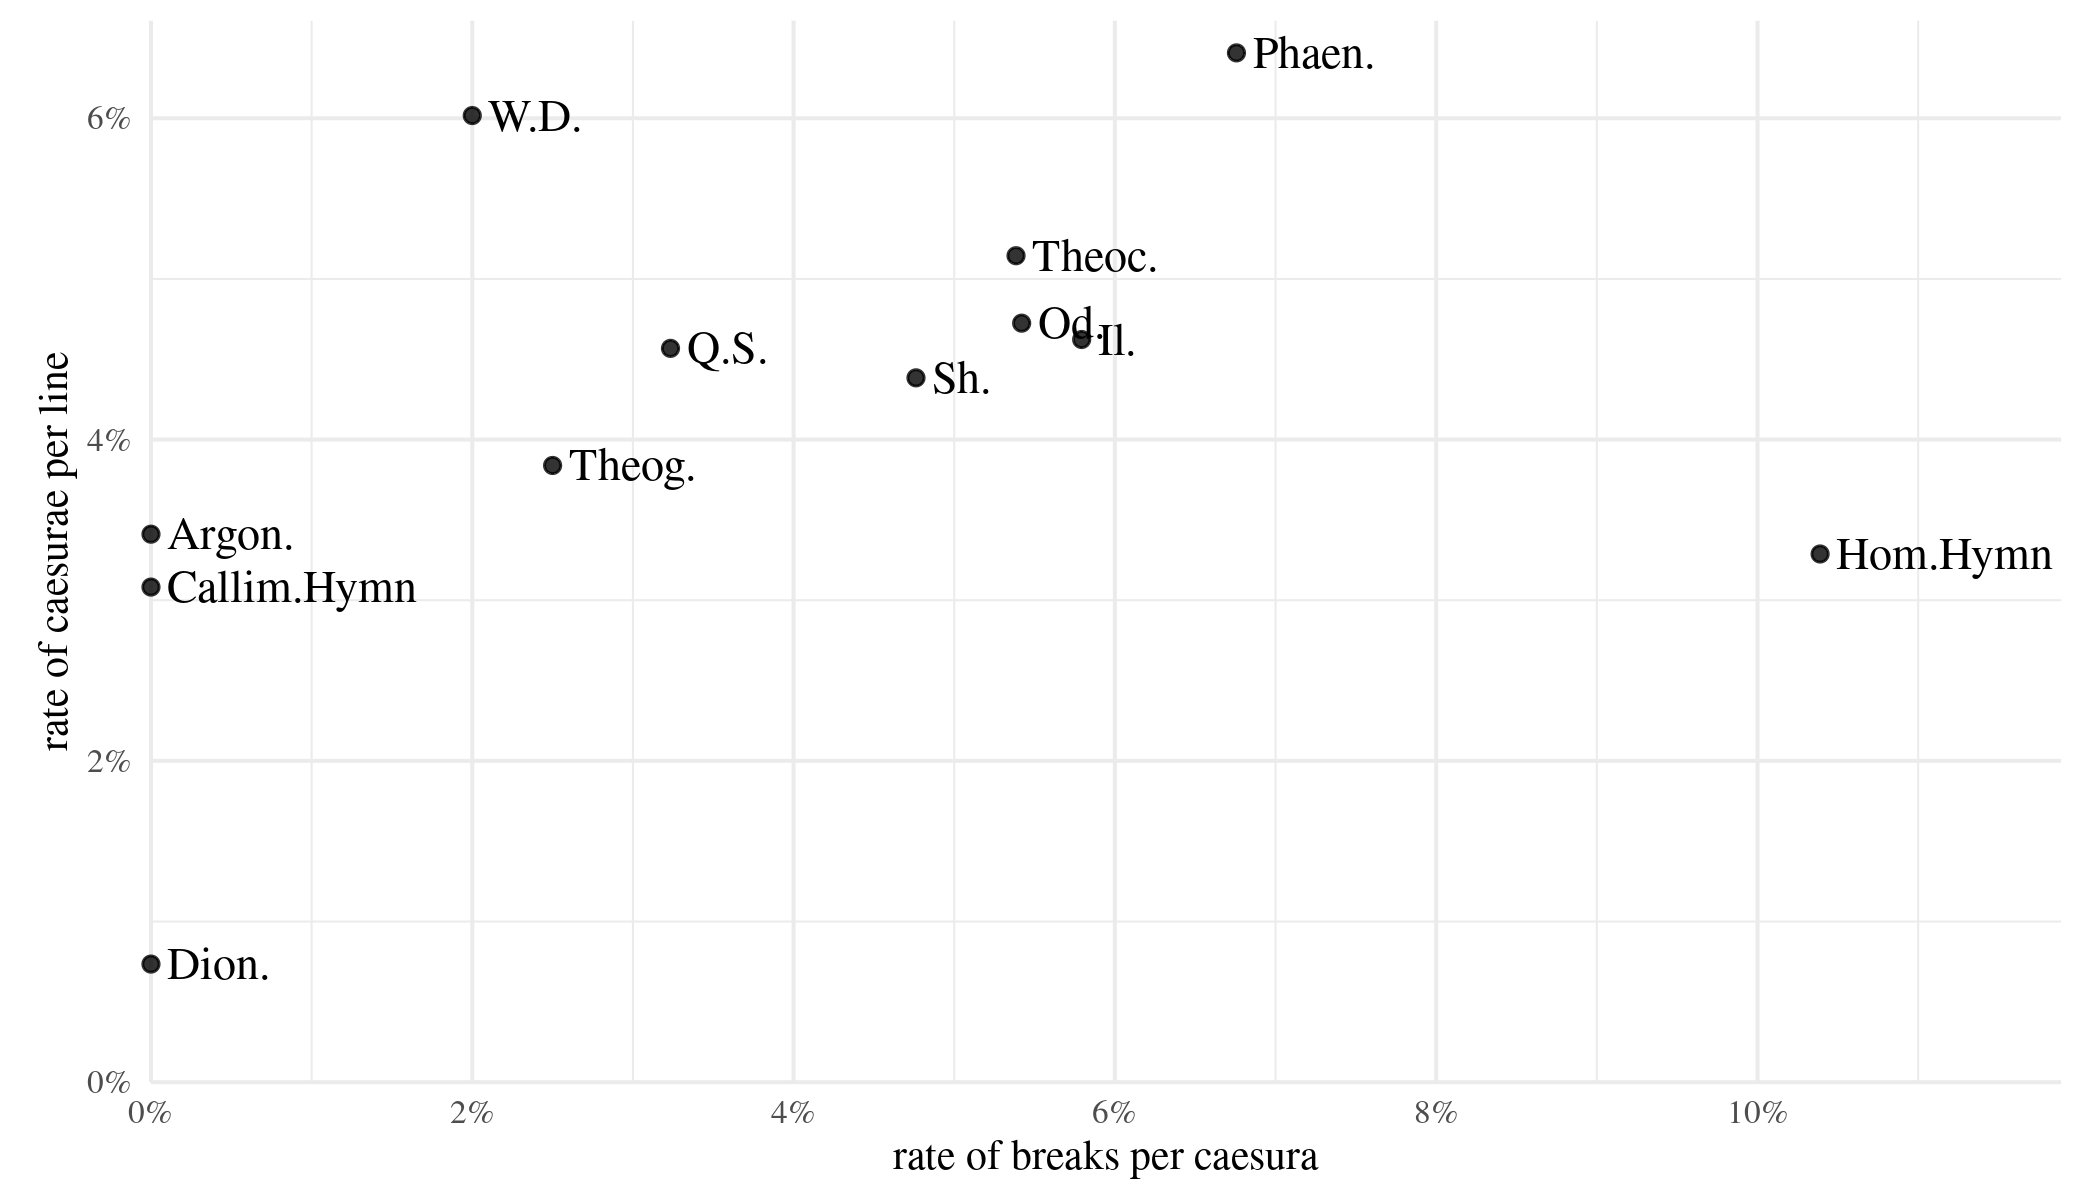 Phaen.
6%
W.D.
Theoc.
Od.
Il.
Q.S.
Sh.
4%
Theog.
Argon.
Hom.Hymn
Callim.Hymn
2%
Dion.
0%
0%
2%
4%
6%
8%
10%
rate of breaks per caesura
rate of caesurae per line